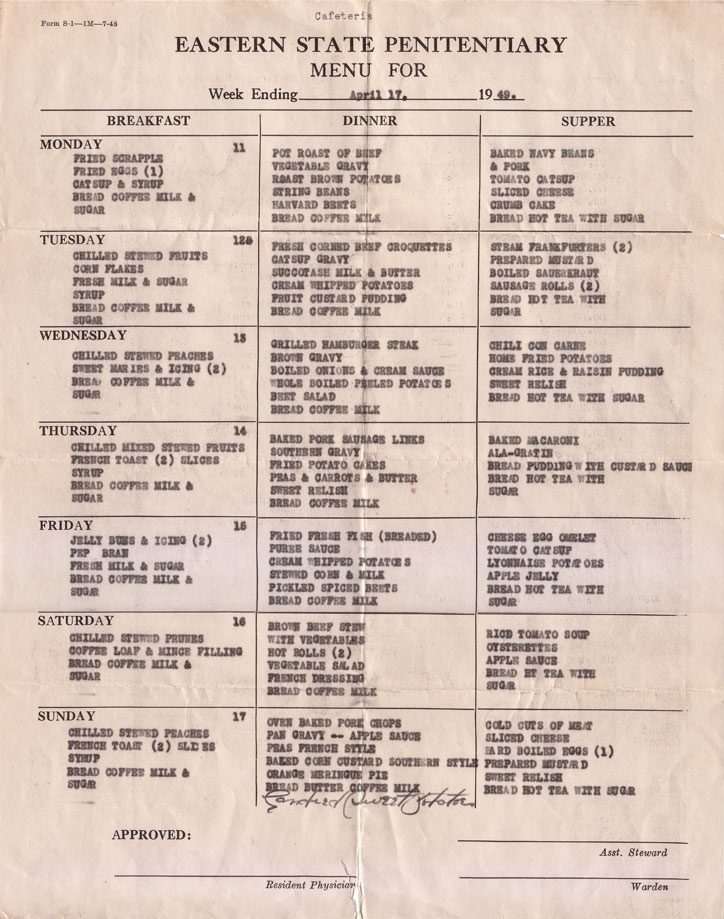 Cafeteria
Form S-1—1M—7-48
EASTERN STATE PENITENTIARY
MENU FOR
Week Ending April 17, 1949.
BREAKFAST DINNER SUPPER
MONDAY 11
FRIED SCRAPPLE
FRIED EGGS (1)
CATSUP & SYRUP
BREAD COFFEE MILK &
SUGAR
POT ROAST OF BEEF
VEGETABLE GRAVY
ROAST BROWN POTATOES
STRING BEANS
HARVARD BEETS
BREAD COFFEE MILK
BAKED NAVY BEANS
& PORK
TOMATO CATSUP
SLICED CHEESE
CRUMB CAKE
BREAD HOT TEA WITH SUGAR
TUESDAY 12
CHILLED STEWED FRUITS
CORN FLAKES
FRESH MILK & SUGAR
SYRUP
BREAD COFFEE MILK &
SUGAR
FRESH CORNED BEEF CROQUETTES
CATSUP GRAVY
SUCCOTASH MILK & BUTTER
CREAM WHIPPED POTATOES
FRUIT CUSTARD PUDDING
BREAD COFFEE MILK
STEAM FRANKFURTERS (2)
PREPARED MUSTARD
BOILED SAUERKRAUT
SAUSAGE ROLLS (2)
BREAD HOT TEA WITH
SUGAR
WEDNESDAY 13
CHILLED STEWED PEACHES
SWEET MARIES & ICING (2)
BREAD COFFEE MILK &
SUGAR
GRILLED HAMBURGER STEAK
BROWN GRAVY
BOILED ONIONS & CREAM SAUCE
WHOLE BOILED PEELED POTATOES
BEET SALAD
BREAD COFFEE MILK
CHILI CON CARNE
HOME FRIED POTATOES
CREAM RICE & RAISIN PUDDING
SWEET RELISH
BREAD HOT TEA WITH SUGAR
THURSDAY 14
CHILLED MIXED STEWED FRUITS
FRENCH TOAST (2) SLICES
SYRUP
BREAD COFFEE MILK &
SUGAR
BAKED PORK SAUSAGE LINKS
SOUTHERN GRAVY
FRIED POTATO CAKES
PEAS & CARROTS & BUTTER
SWEET RELISH
BREAD COFFEE MILK
BAKED MACARONI
ALA-GRATIN
BREAD PUDDING WITH CUSTARD SAUCE
BREAD HOT TEA WITH
SUGAR
FRIDAY 15
JELLY BUNS & ICING (2)
PEP BRAN
FRESH MILK & SUGAR
BREAD COFFEE MILK &
SUGAR
FRIED FRESH FISH (BREADED)
PUREE SAUCE
CREAM WHIPPED POTATOES
STEWED CORN & MILK
PICKLED SPICED BEETS
BREAD COFFEE MILK
CHEESE EGG OMELET
TOMATO CATSUP
LYONNAISE POTATOES
APPLE JELLY
BREAD HOT TEA WITH
SUGAR
SATURDAY 16
CHILLED STEWED PRUNES
COFFEE LOAF & MINCE FILLING
BREAD COFFEE MILK &
SUGAR
BROWN BEEF STEW
WITH VEGETABLES
HOT ROLLS (2)
VEGETABLE SALAD
FRENCH DRESSING
BREAD COFFEE MILK
RICE TOMATO SOUP
OYSTERETTES
APPLE SAUCE
BREAD HT TEA WITH
SUGAR
SUNDAY 17
CHILLED STEWED PEACHES
FRENCH TOAST (2) SLICES
SYRUP
BREAD COFFEE MILK &
SUGAR
OVEN BAKED PORK CHOPS
PAN GRAVY -- APPLE SAUCE
PEAS FRENCH STYLE
BAKED CORN CUSTARD SOUTHERN STYLE
ORANGE MERINGUE PIE
BREAD BUTTER COFFEE MILK
Candied Sweet Potatoes
COLD CUTS OF MEAT
SLICED CHEESE
HARD BOILED EGGS (1)
PREPARED MUSTARD
SWEET RELISH
BREAD HOT TEA WITH SUGAR
APPROVED:
Asst. Steward
Resident Physician
Warden